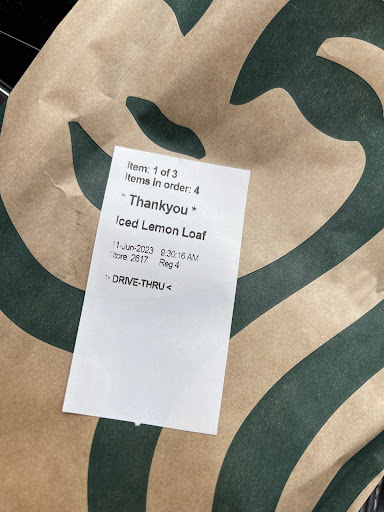 Item: 1 of 3
Items in order: 4
* Thankyou *
Iced Lemon Loaf
11-Jun-2023 9:30:16 AM
Store: 2617 Reg 4
> DRIVE-THRU <